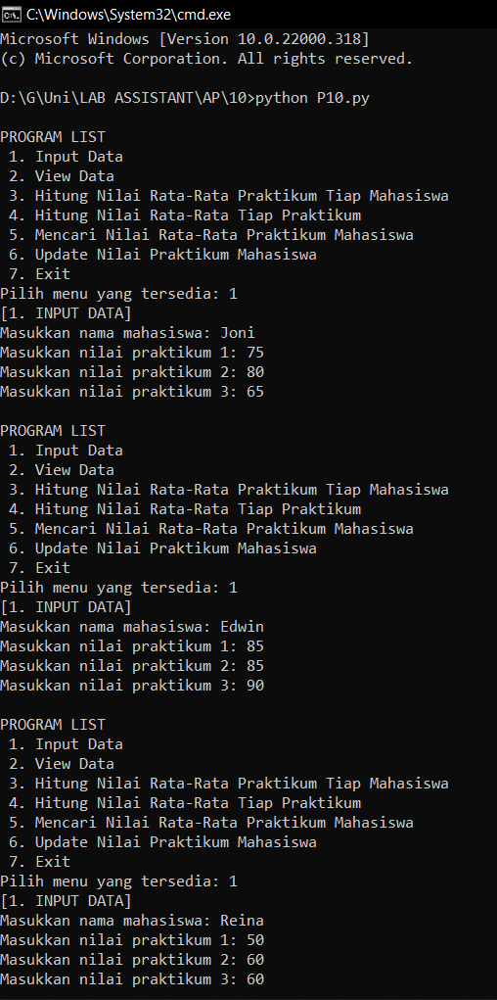 C:\Windows\System32\cmd.exe
Microsoft Windows [Version 10.0.22000.318]
(c) Microsoft Corporation. All rights reserved.

D:\G\Uni\LAB ASSISTANT\AP\10>python P10.py

PROGRAM LIST
 1. Input Data
 2. View Data
 3. Hitung Nilai Rata-Rata Praktikum Tiap Mahasiswa
 4. Hitung Nilai Rata-Rata Tiap Praktikum
 5. Mencari Nilai Rata-Rata Praktikum Mahasiswa
 6. Update Nilai Praktikum Mahasiswa
 7. Exit
Pilih menu yang tersedia: 1
[1. INPUT DATA]
Masukkan nama mahasiswa: Joni
Masukkan nilai praktikum 1: 75
Masukkan nilai praktikum 2: 80
Masukkan nilai praktikum 3: 65

PROGRAM LIST
 1. Input Data
 2. View Data
 3. Hitung Nilai Rata-Rata Praktikum Tiap Mahasiswa
 4. Hitung Nilai Rata-Rata Tiap Praktikum
 5. Mencari Nilai Rata-Rata Praktikum Mahasiswa
 6. Update Nilai Praktikum Mahasiswa
 7. Exit
Pilih menu yang tersedia: 1
[1. INPUT DATA]
Masukkan nama mahasiswa: Edwin
Masukkan nilai praktikum 1: 85
Masukkan nilai praktikum 2: 85
Masukkan nilai praktikum 3: 90

PROGRAM LIST
 1. Input Data
 2. View Data
 3. Hitung Nilai Rata-Rata Praktikum Tiap Mahasiswa
 4. Hitung Nilai Rata-Rata Tiap Praktikum
 5. Mencari Nilai Rata-Rata Praktikum Mahasiswa
 6. Update Nilai Praktikum Mahasiswa
 7. Exit
Pilih menu yang tersedia: 1
[1. INPUT DATA]
Masukkan nama mahasiswa: Reina
Masukkan nilai praktikum 1: 50
Masukkan nilai praktikum 2: 60
Masukkan nilai praktikum 3: 60